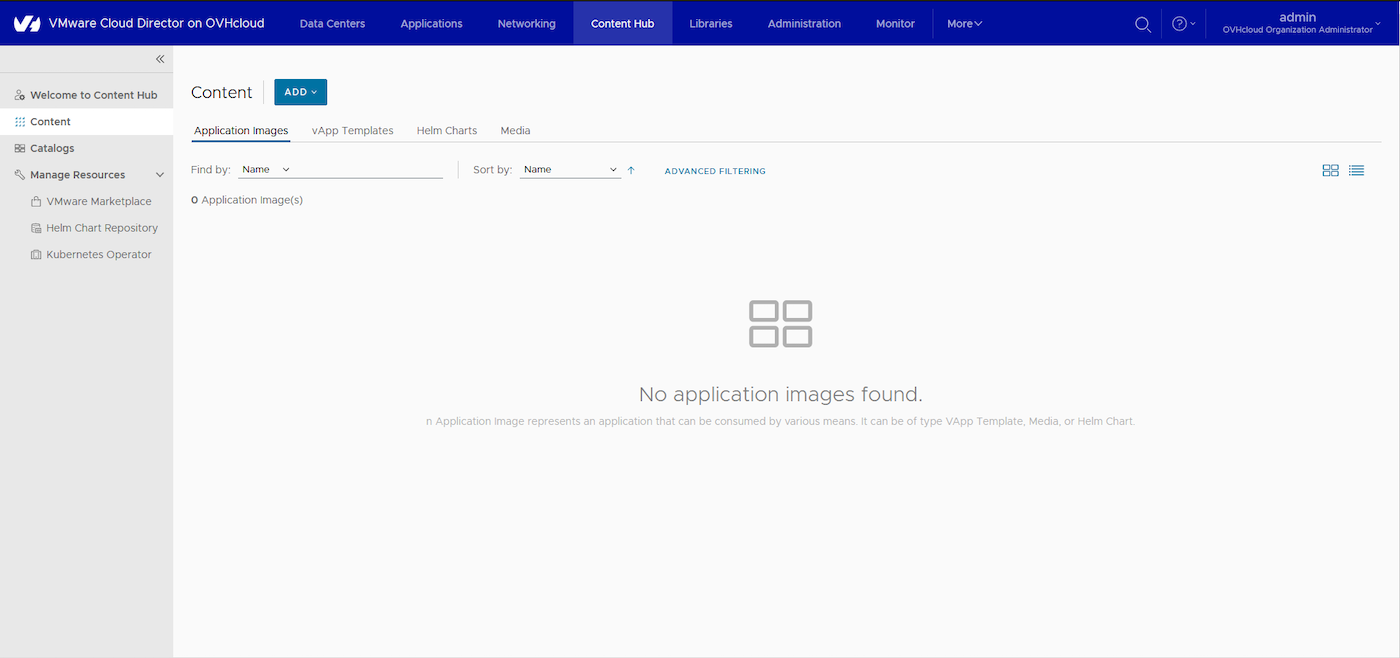 VMware Cloud Director on OVHcloud Data Centers Applications Networking Content Hub Libraries Administration Monitor More admin
OVHcloud Organization Administrator
Welcome to Content Hub
Content
Catalogs
Manage Resources
VMware Marketplace
Helm Chart Repository
Kubernetes Operator
Content ADD
Application Images vApp Templates Helm Charts Media
Find by: Name Sort by: Name ADVANCED FILTERING
0 Application Image(s)
No application images found.
n Application Image represents an application that can be consumed by various means. It can be of type VApp Template, Media, or Helm Chart.